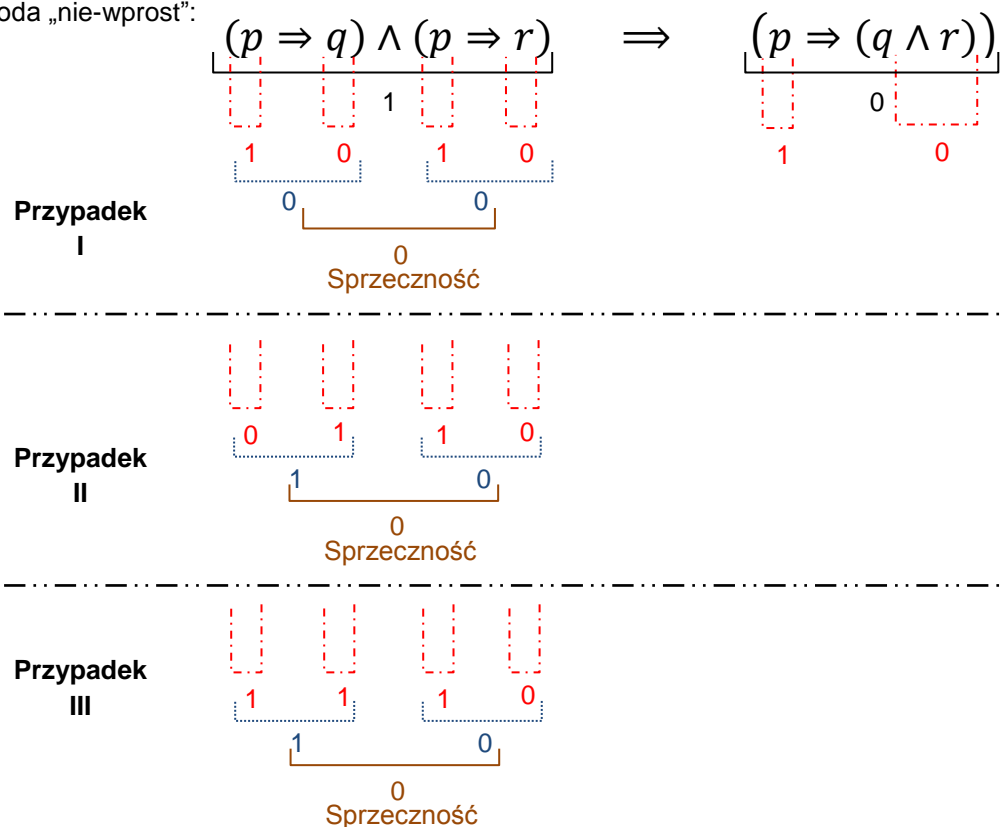 oda „nie-wprost”:
(p ⇒ q) ∧ (p ⇒ r) ⟹ (p ⇒ (q ∧ r))
1 0
1 0 1 0 1 0
0 0
Przypadek
I
0
Sprzeczność
0 1 1 0
Przypadek
II
1 0
0
Sprzeczność
Przypadek
III
1 1 1 0
1 0
0
Sprzeczność